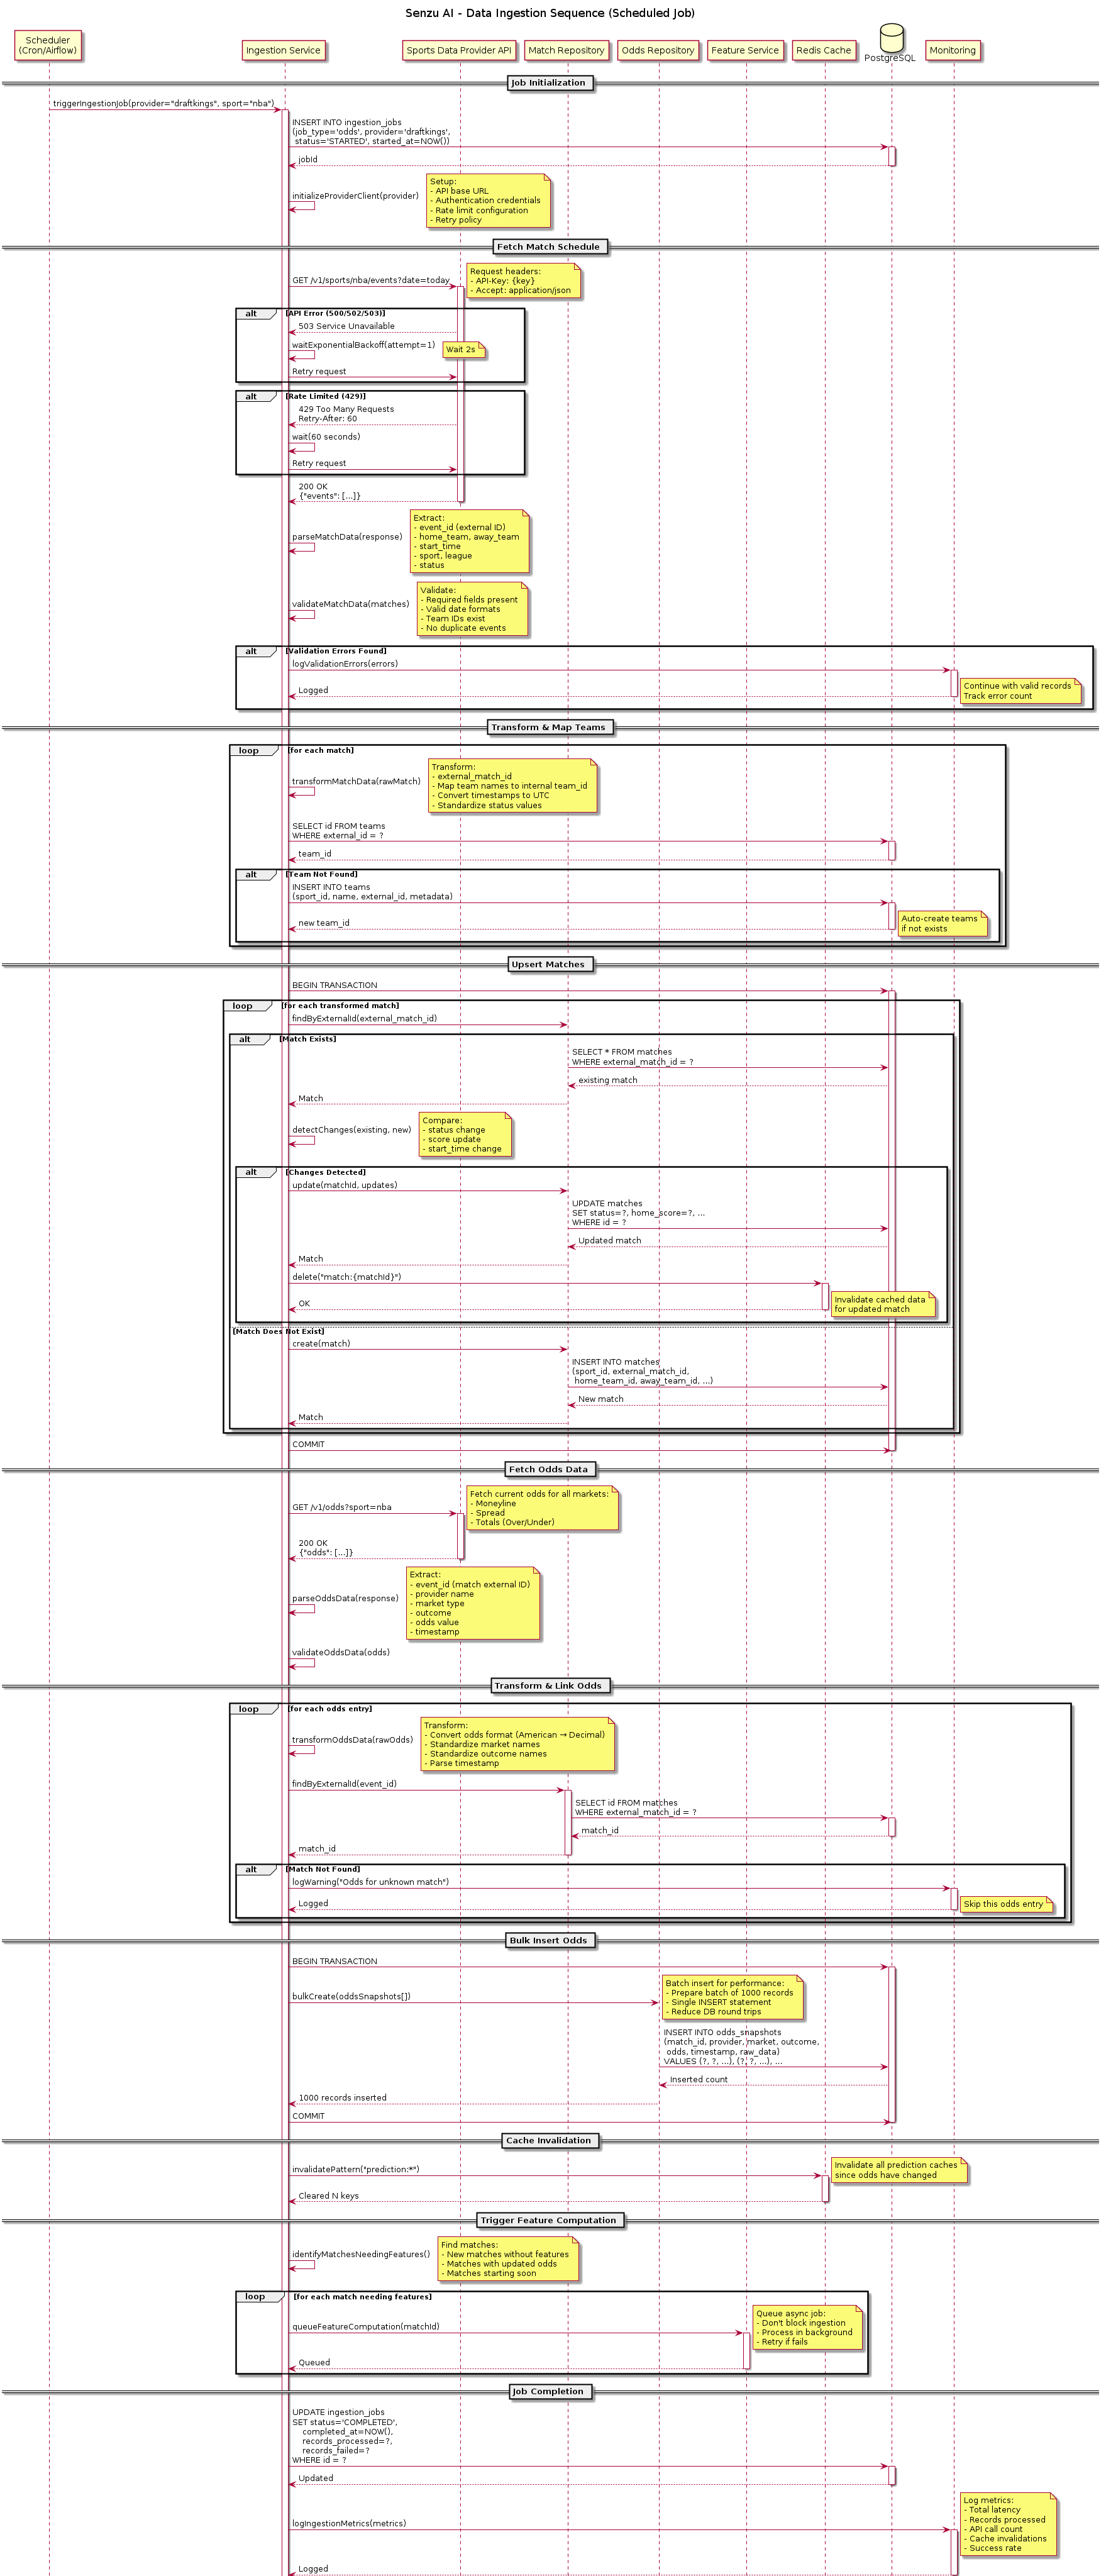 Senzu AI - Data Ingestion Sequence (Scheduled Job)
Scheduler
(Cron/Airflow)
Ingestion Service
Sports Data Provider API
Match Repository
Odds Repository
Feature Service
Redis Cache
PostgreSQL
Monitoring
Job Initialization
triggerIngestionJob(provider="draftkings", sport="nba")
INSERT INTO ingestion_jobs
(job_type='odds', provider='draftkings',
status='STARTED', started_at=NOW())
jobId
initializeProviderClient(provider)
Setup:
- API base URL
- Authentication credentials
- Rate limit configuration
- Retry policy
Fetch Match Schedule
GET /v1/sports/nba/events?date=today
Request headers:
- API-Key: {key}
- Accept: application/json
alt
[API Error (500/502/503)]
503 Service Unavailable
waitExponentialBackoff(attempt=1)
Wait 2s
Retry request
alt
[Rate Limited (429)]
429 Too Many Requests
Retry-After: 60
wait(60 seconds)
Retry request
200 OK
{"events": [...]}
parseMatchData(response)
Extract:
- event_id (external ID)
- home_team, away_team
- start_time
- sport, league
- status
validateMatchData(matches)
Validate:
- Required fields present
- Valid date formats
- Team IDs exist
- No duplicate events
alt
[Validation Errors Found]
logValidationErrors(errors)
Logged
Continue with valid records
Track error count
Transform & Map Teams
loop
[for each match]
transformMatchData(rawMatch)
Transform:
- external_match_id
- Map team names to internal team_id
- Convert timestamps to UTC
- Standardize status values
SELECT id FROM teams
WHERE external_id = ?
team_id
alt
[Team Not Found]
INSERT INTO teams
(sport_id, name, external_id, metadata)
new team_id
Auto-create teams
if not exists
Upsert Matches
BEGIN TRANSACTION
loop
[for each transformed match]
findByExternalId(external_match_id)
alt
[Match Exists]
SELECT * FROM matches
WHERE external_match_id = ?
existing match
Match
detectChanges(existing, new)
Compare:
- status change
- score update
- start_time change
alt
[Changes Detected]
update(matchId, updates)
UPDATE matches
SET status=?, home_score=?, ...
WHERE id = ?
Updated match
Match
delete("match:{matchId}")
OK
Invalidate cached data
for updated match
[Match Does Not Exist]
create(match)
INSERT INTO matches
(sport_id, external_match_id,
home_team_id, away_team_id, ...)
New match
Match
COMMIT
Fetch Odds Data
GET /v1/odds?sport=nba
Fetch current odds for all markets:
- Moneyline
- Spread
- Totals (Over/Under)
200 OK
{"odds": [...]}
parseOddsData(response)
Extract:
- event_id (match external ID)
- provider name
- market type
- outcome
- odds value
- timestamp
validateOddsData(odds)
Transform & Link Odds
loop
[for each odds entry]
transformOddsData(rawOdds)
Transform:
- Convert odds format (American → Decimal)
- Standardize market names
- Standardize outcome names
- Parse timestamp
findByExternalId(event_id)
SELECT id FROM matches
WHERE external_match_id = ?
match_id
match_id
alt
[Match Not Found]
logWarning("Odds for unknown match")
Logged
Skip this odds entry
Bulk Insert Odds
BEGIN TRANSACTION
bulkCreate(oddsSnapshots[])
Batch insert for performance:
- Prepare batch of 1000 records
- Single INSERT statement
- Reduce DB round trips
INSERT INTO odds_snapshots
(match_id, provider, market, outcome,
odds, timestamp, raw_data)
VALUES (?, ?, ...), (?, ?, ...), ...
Inserted count
1000 records inserted
COMMIT
Cache Invalidation
invalidatePattern("prediction:*")
Invalidate all prediction caches
since odds have changed
Cleared N keys
Trigger Feature Computation
identifyMatchesNeedingFeatures()
Find matches:
- New matches without features
- Matches with updated odds
- Matches starting soon
loop
[for each match needing features]
queueFeatureComputation(matchId)
Queue async job:
- Don't block ingestion
- Process in background
- Retry if fails
Queued
Job Completion
UPDATE ingestion_jobs
SET status='COMPLETED',
completed_at=NOW(),
records_processed=?,
records_failed=?
WHERE id = ?
Updated
logIngestionMetrics(metrics)
Log metrics:
- Total latency
- Records processed
- API call count
- Cache invalidations
- Success rate
Logged